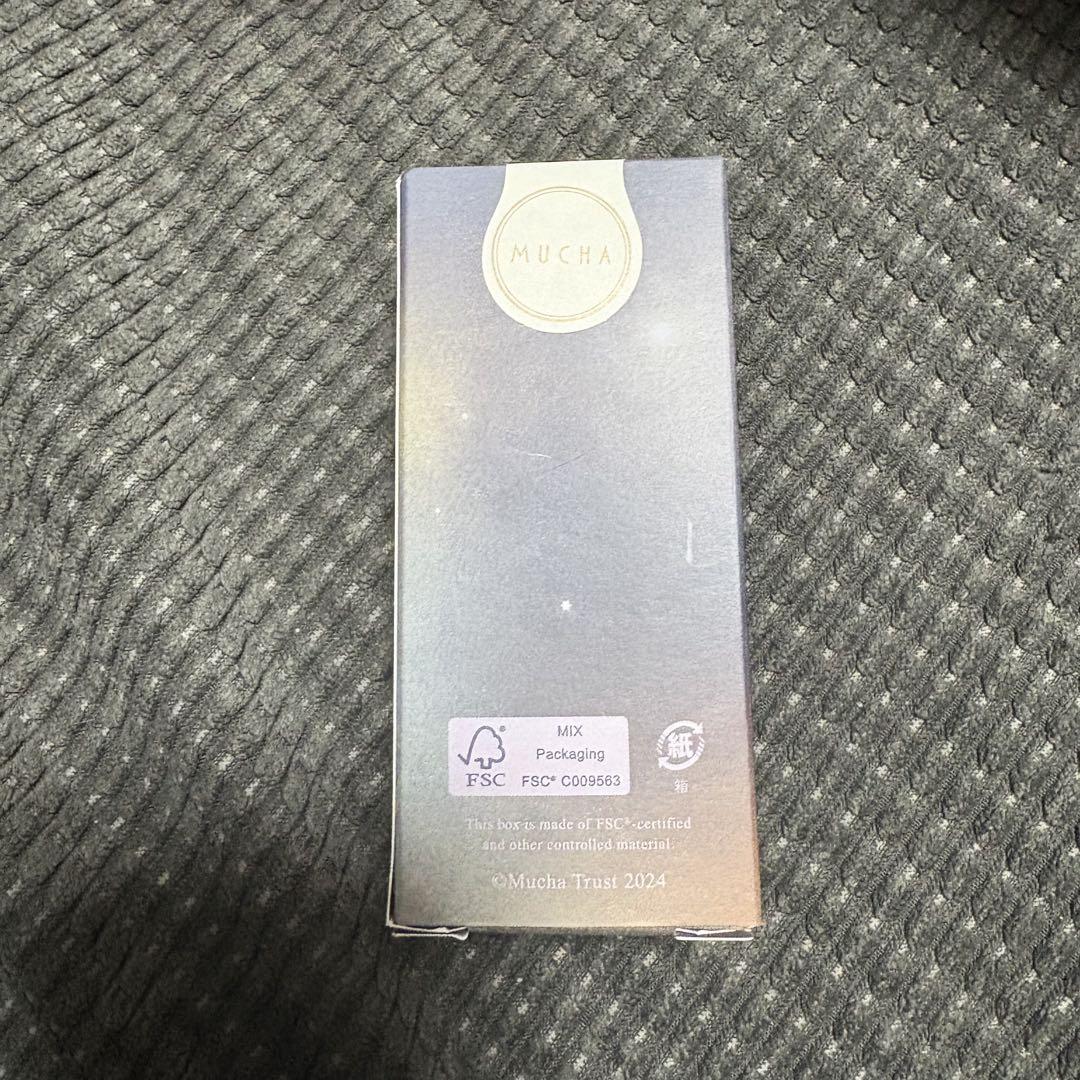 MUCHA
MIX
Packaging
FSC® C009563
FSC
紙
箱
This box is made of FSC®-certified
and other controlled material.
©Mucha Trust 2024